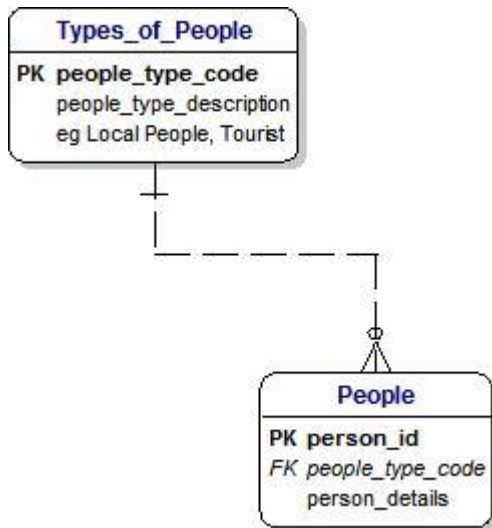 Types_of_People
PK people_type_code
people_type_description
eg Local People, Tourist
People
PK person_id
FK people_type_code
person_details